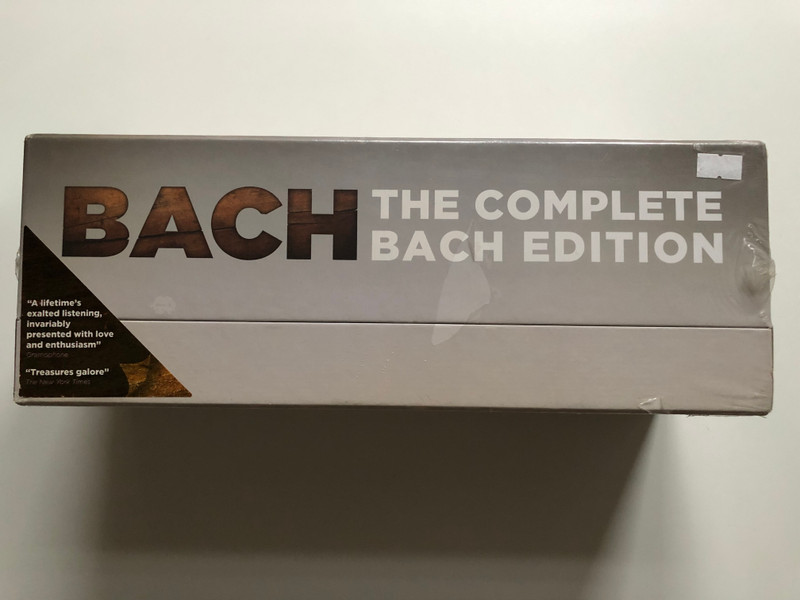 BACH THE COMPLETE
BACH EDITION
“A lifetime’s
exalted listening,
invariably
presented with love
and enthusiasm”
Gramophone
“Treasures galore”
The New York Times